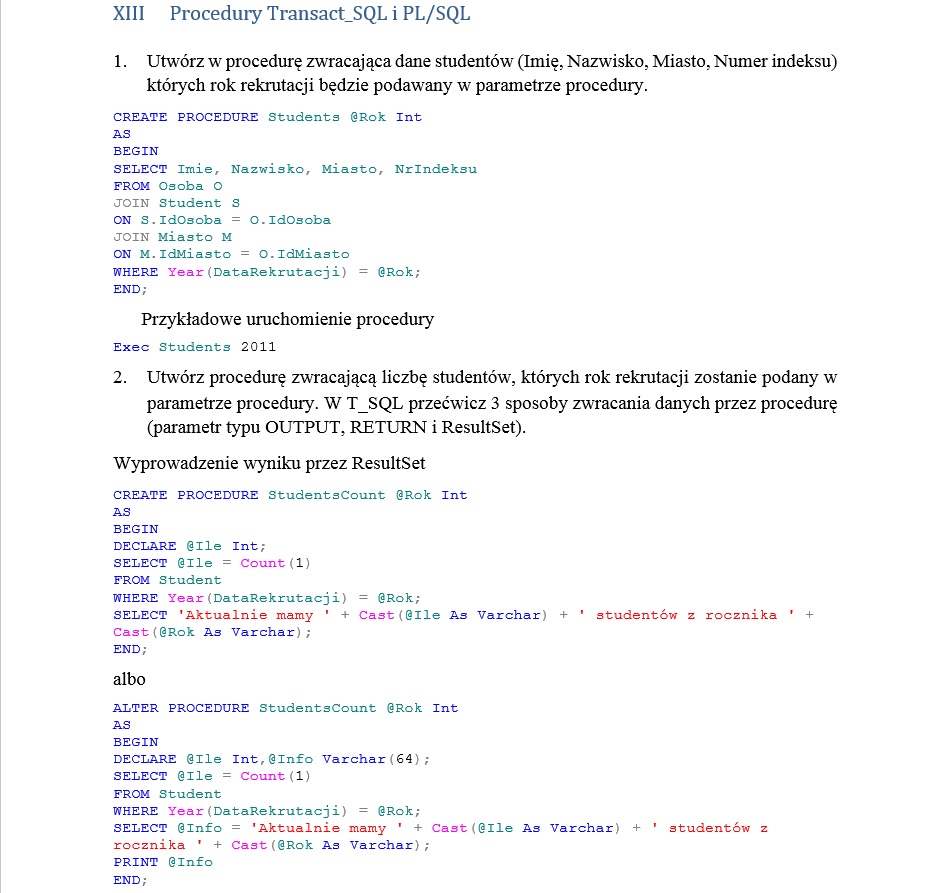 XIII Procedury Transact_SQL i PL/SQL
1. Utwórz w procedurę zwracająca dane studentów (Imię, Nazwisko, Miasto, Numer indeksu)
których rok rekrutacji będzie podawany w parametrze procedury.
CREATE PROCEDURE Students @Rok Int
AS
BEGIN
SELECT Imie, Nazwisko, Miasto, NrIndeksu
FROM Osoba O
JOIN Student S
ON S.IdOsoba = O.IdOsoba
JOIN Miasto M
ON M.IdMiasto = O.IdMiasto
WHERE Year(DataRekrutacji) = @Rok;
END;
Przykładowe uruchomienie procedury
Exec Students 2011
2. Utwórz procedurę zwracającą liczbę studentów, których rok rekrutacji zostanie podany w
parametrze procedury. W T_SQL przećwicz 3 sposoby zwracania danych przez procedurę
(parametr typu OUTPUT, RETURN i ResultSet).
Wyprowadzenie wyniku przez ResultSet
CREATE PROCEDURE StudentsCount @Rok Int
AS
BEGIN
DECLARE @Ile Int;
SELECT @Ile = Count(1)
FROM Student
WHERE Year(DataRekrutacji) = @Rok;
SELECT 'Aktualnie mamy ' + Cast(@Ile As Varchar) + ' studentów z rocznika ' +
Cast(@Rok As Varchar);
END;
albo
ALTER PROCEDURE StudentsCount @Rok Int
AS
BEGIN
DECLARE @Ile Int,@Info Varchar(64);
SELECT @Ile = Count(1)
FROM Student
WHERE Year(DataRekrutacji) = @Rok;
SELECT @Info = 'Aktualnie mamy ' + Cast(@Ile As Varchar) + ' studentów z
rocznika ' + Cast(@Rok As Varchar);
PRINT @Info
END;